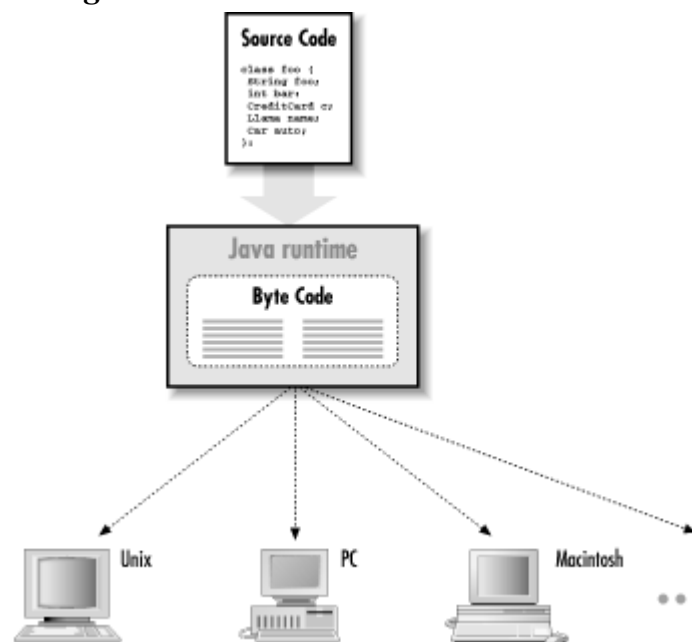 Source Code
class foo {
String foo;
int bar;
CreditCard c;
Llama name;
Car auto;
};
Java runtime
Byte Code
Unix
PC
Macintosh